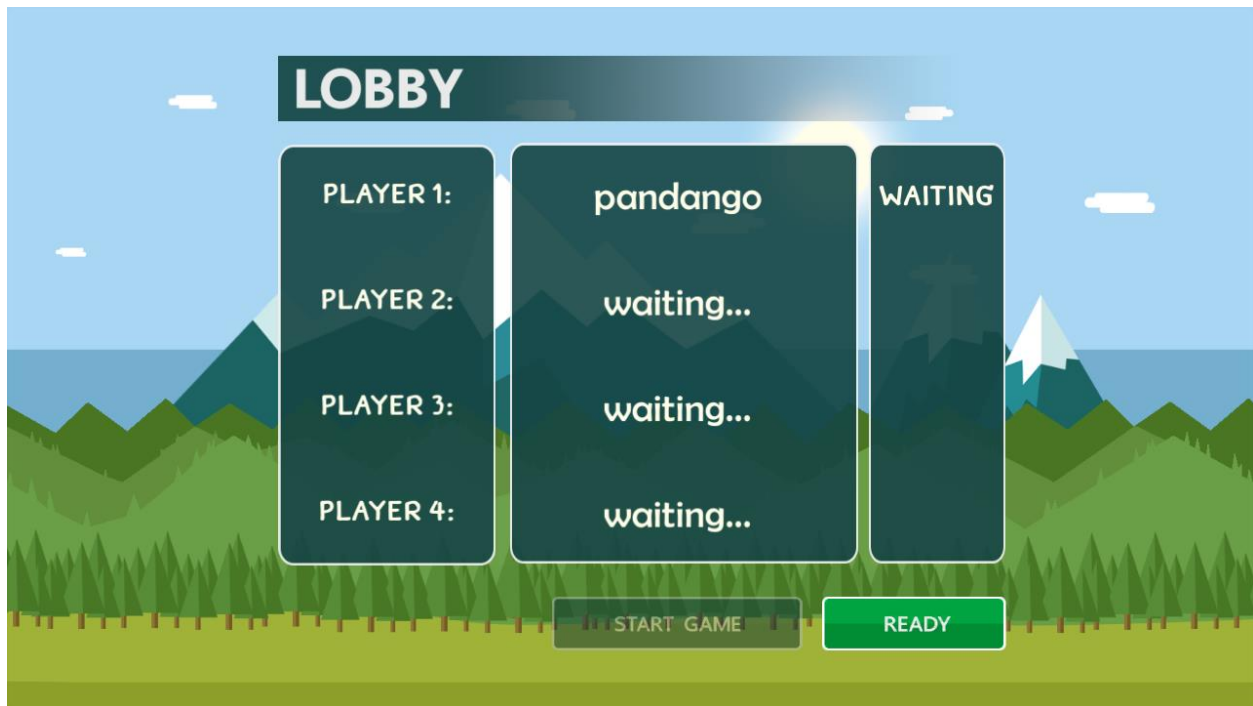 LOBBY
PLAYER 1: pandango WAITING
PLAYER 2: waiting...
PLAYER 3: waiting...
PLAYER 4: waiting...
START GAME READY